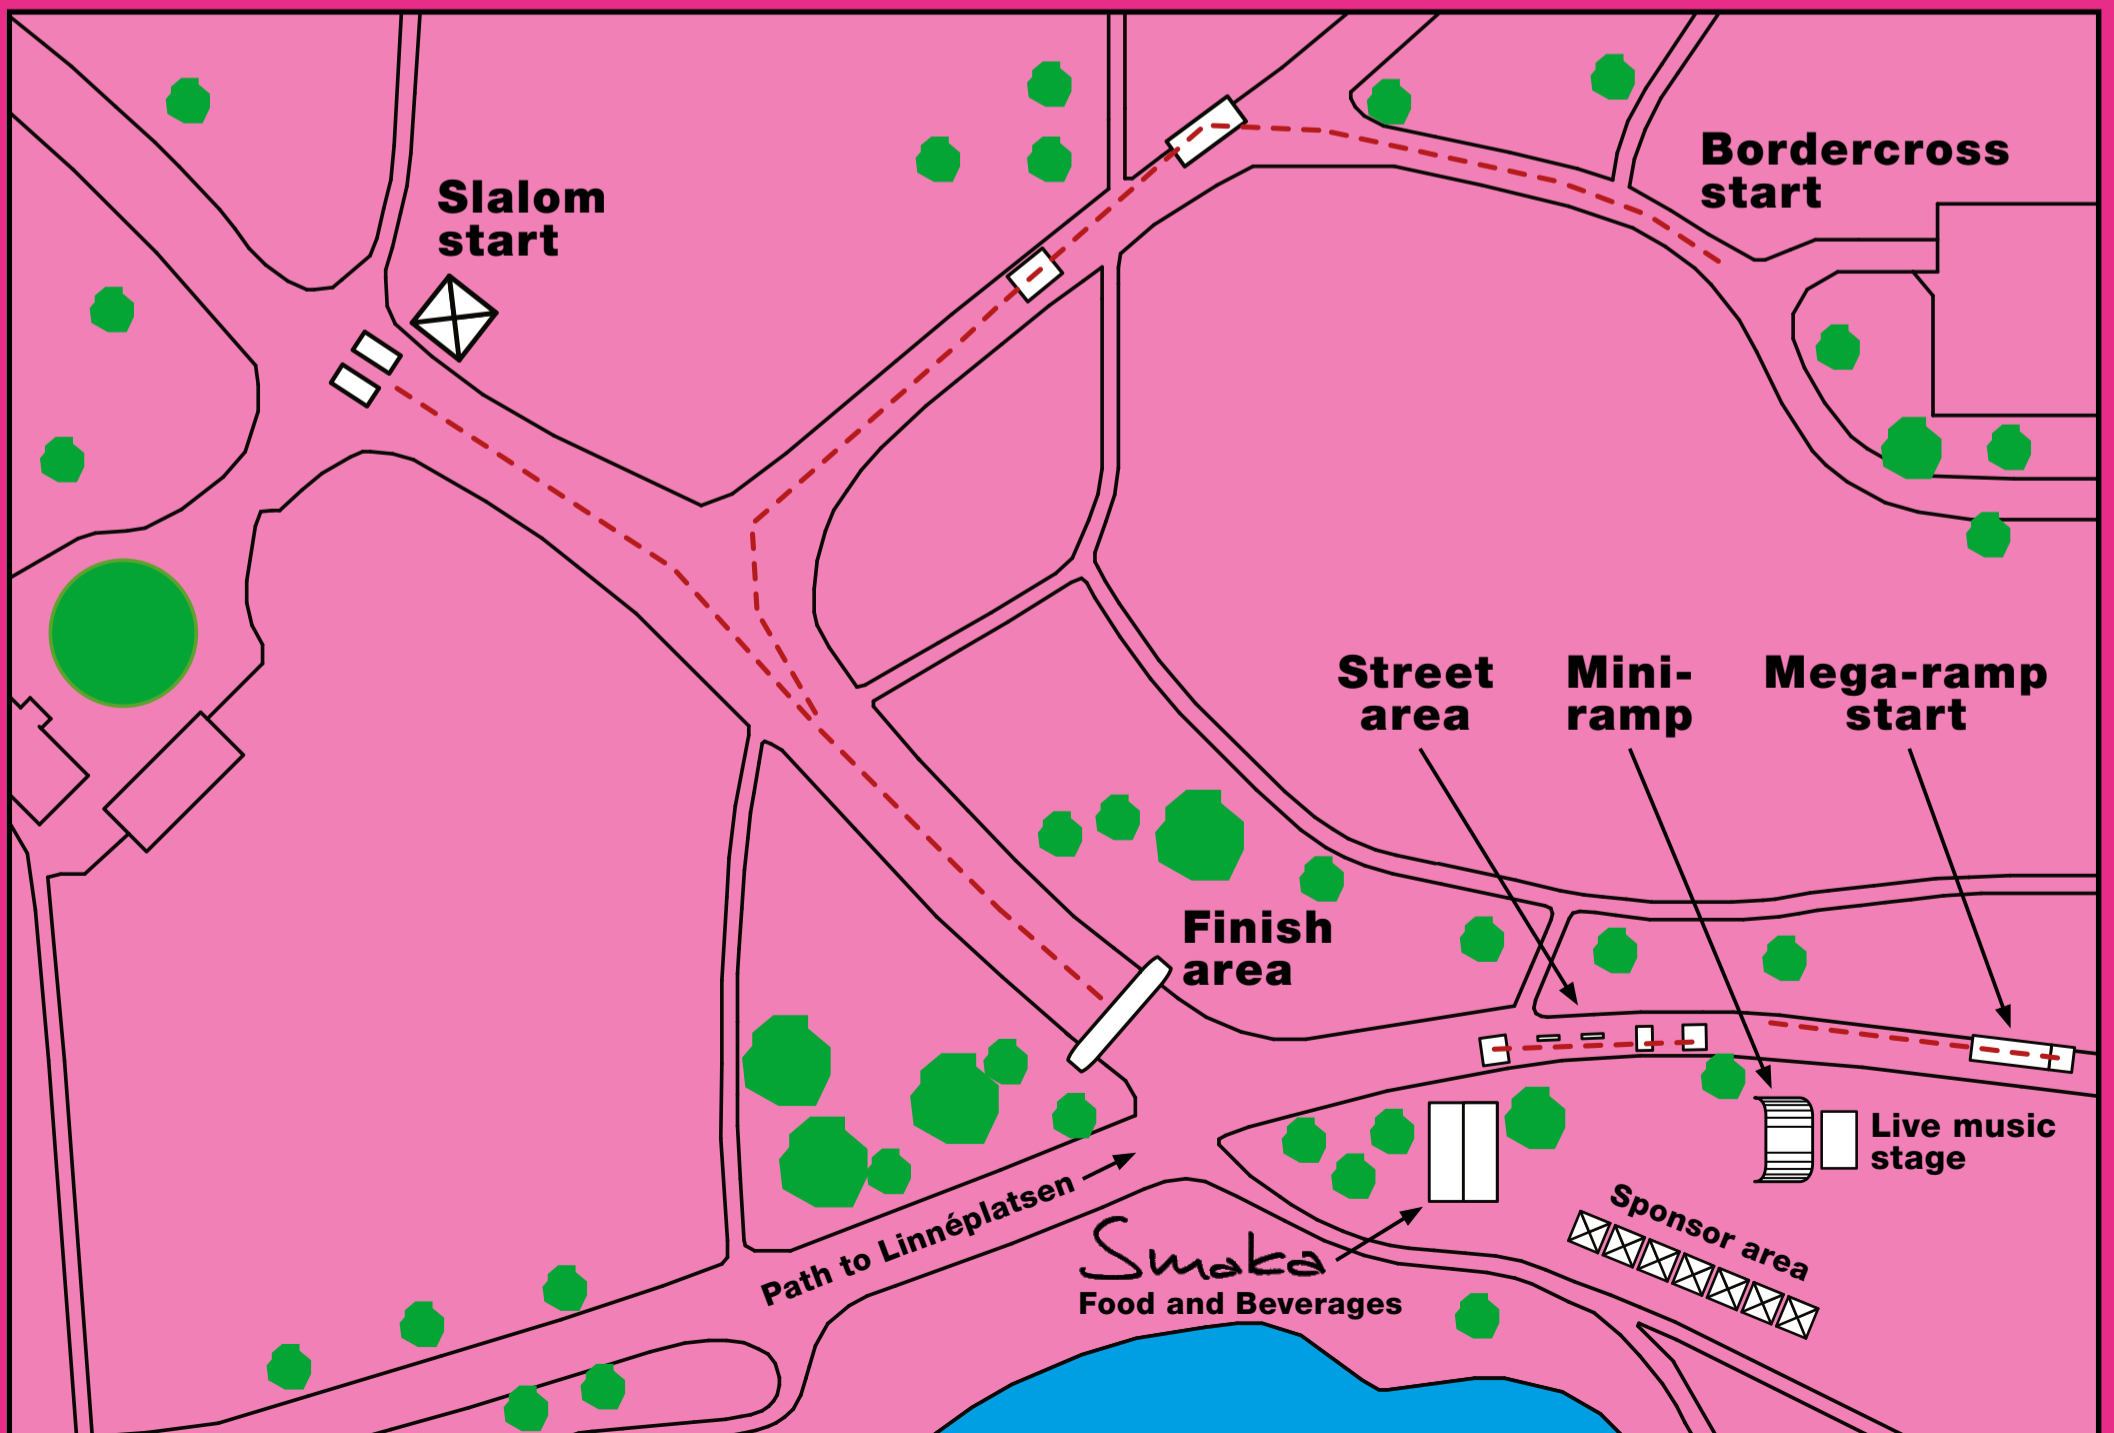 Bordercross
start
Slalom
start
Street
area
Mini-
ramp
Mega-ramp
start
Finish
area
Live music
stage
Path to Linnéplatsen
Sponsor area
Smaka
Food and Beverages